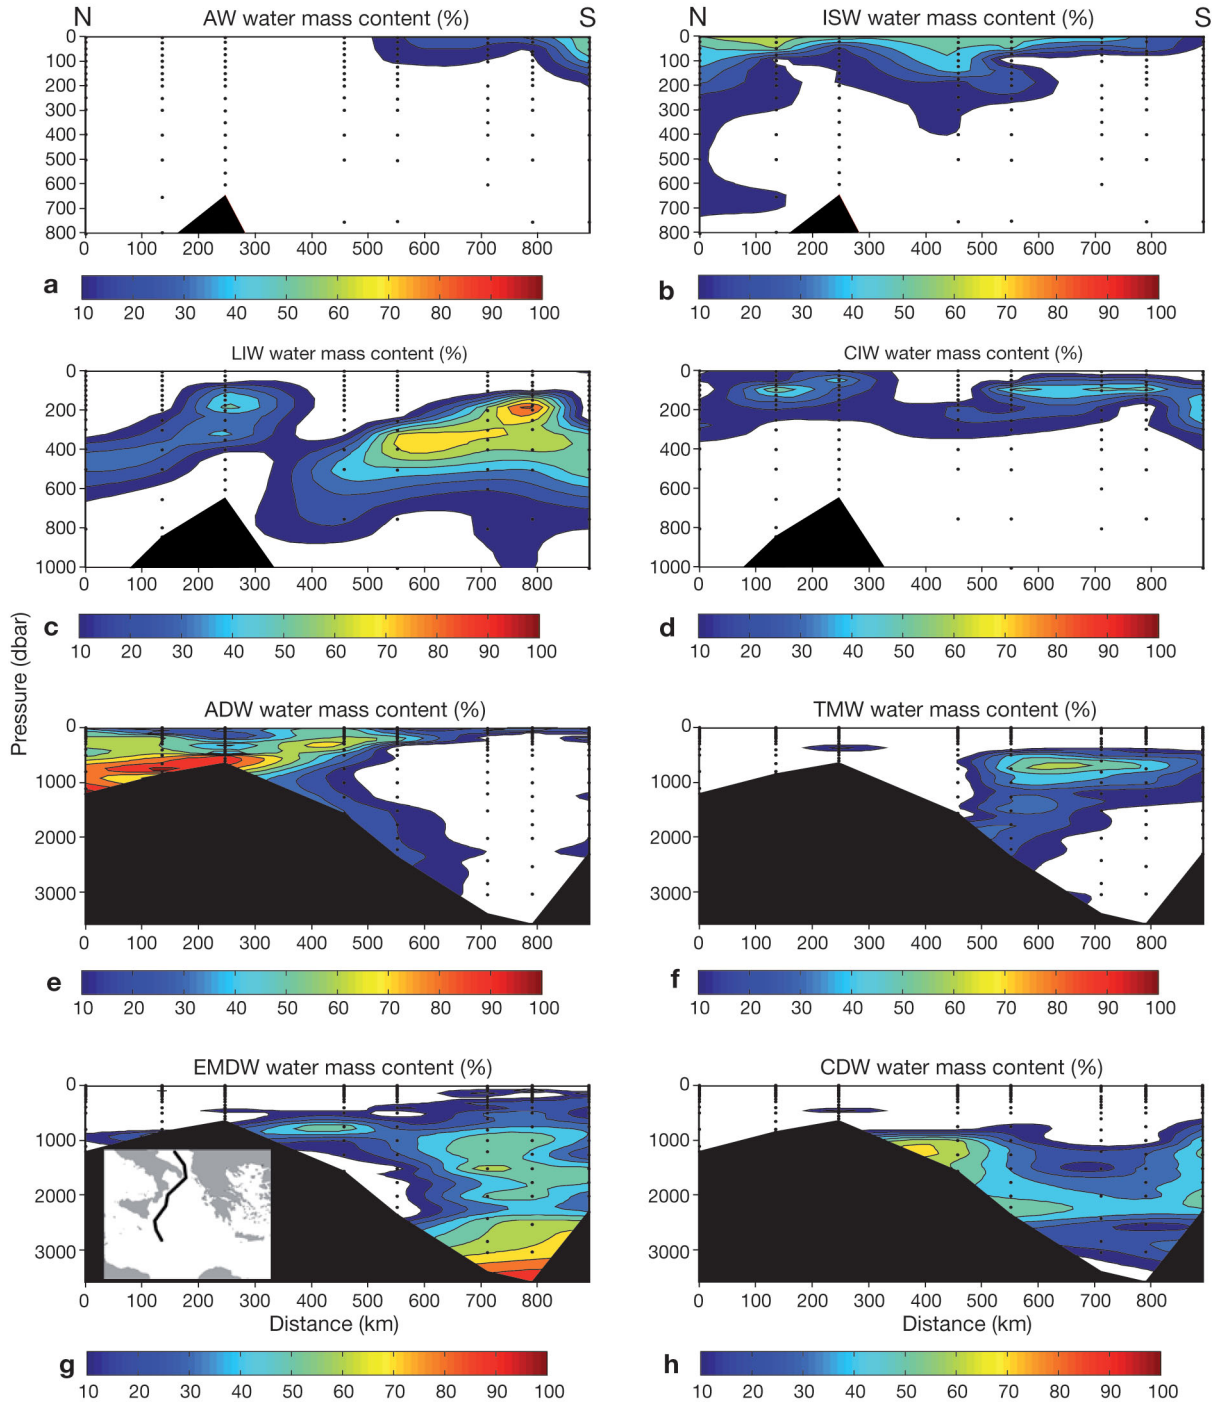 N AW water mass content (%) S
0
100
200
300
400
500
600
700
800
0 100 200 300 400 500 600 700 800
a
10 20 30 40 50 60 70 80 90 100
N ISW water mass content (%) S
0
100
200
300
400
500
600
700
800
0 100 200 300 400 500 600 700 800
b
10 20 30 40 50 60 70 80 90 100
LIW water mass content (%)
0
200
400
600
800
1000
0 100 200 300 400 500 600 700 800
c
10 20 30 40 50 60 70 80 90 100
CIW water mass content (%)
0
200
400
600
800
1000
0 100 200 300 400 500 600 700 800
d
10 20 30 40 50 60 70 80 90 100
Pressure (dbar)
ADW water mass content (%)
0
1000
2000
3000
0 100 200 300 400 500 600 700 800
e
10 20 30 40 50 60 70 80 90 100
TMW water mass content (%)
0
1000
2000
3000
0 100 200 300 400 500 600 700 800
f
10 20 30 40 50 60 70 80 90 100
EMDW water mass content (%)
0
1000
2000
3000
0 100 200 300 400 500 600 700 800
Distance (km)
g
10 20 30 40 50 60 70 80 90 100
CDW water mass content (%)
0
1000
2000
3000
0 100 200 300 400 500 600 700 800
Distance (km)
h
10 20 30 40 50 60 70 80 90 100